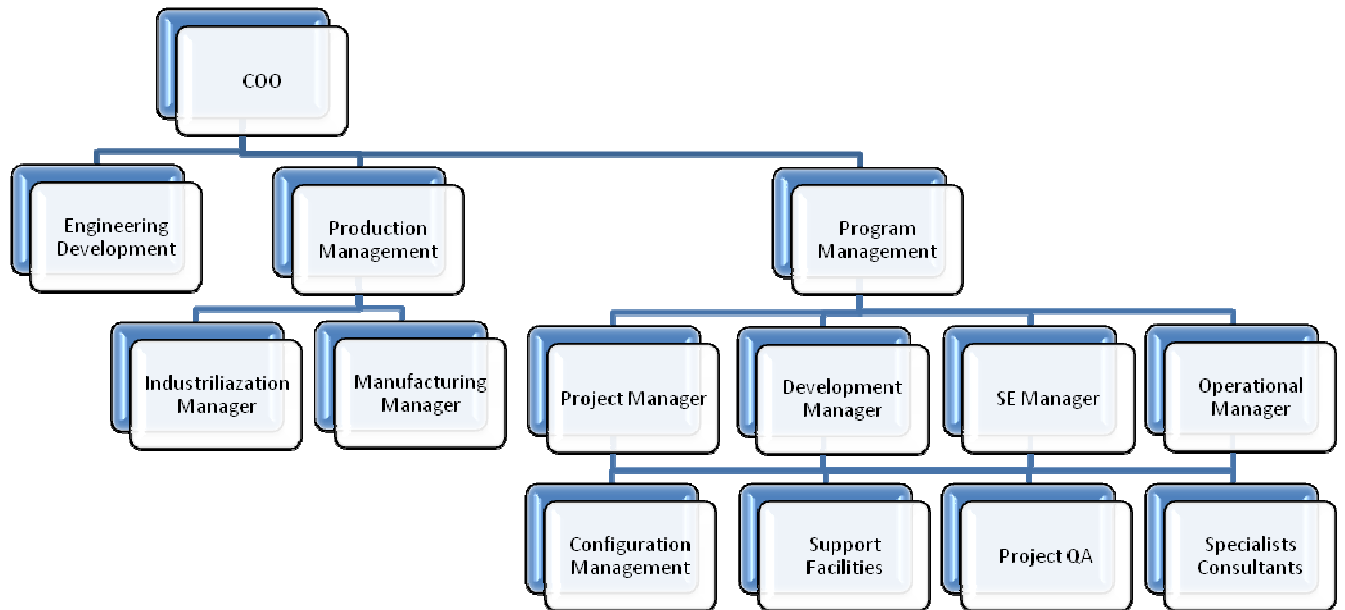 COO
Engineering
Development
Production
Management
Program
Management
Industriliazation
Manager
Manufacturing
Manager
Project Manager
Development
Manager
SE Manager
Operational
Manager
Configuration
Management
Support
Facilities
Project QA
Specialists
Consultants